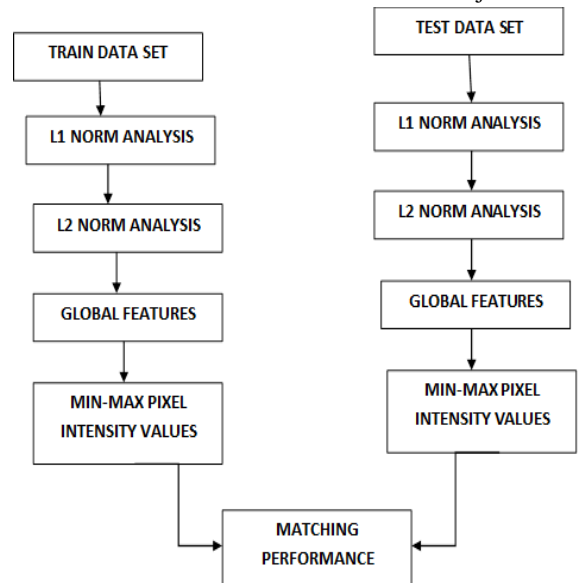 TRAIN DATA SET
L1 NORM ANALYSIS
L2 NORM ANALYSIS
GLOBAL FEATURES
MIN-MAX PIXEL
INTENSITY VALUES
TEST DATA SET
L1 NORM ANALYSIS
L2 NORM ANALYSIS
GLOBAL FEATURES
MIN-MAX PIXEL
INTENSITY VALUES
MATCHING
PERFORMANCE